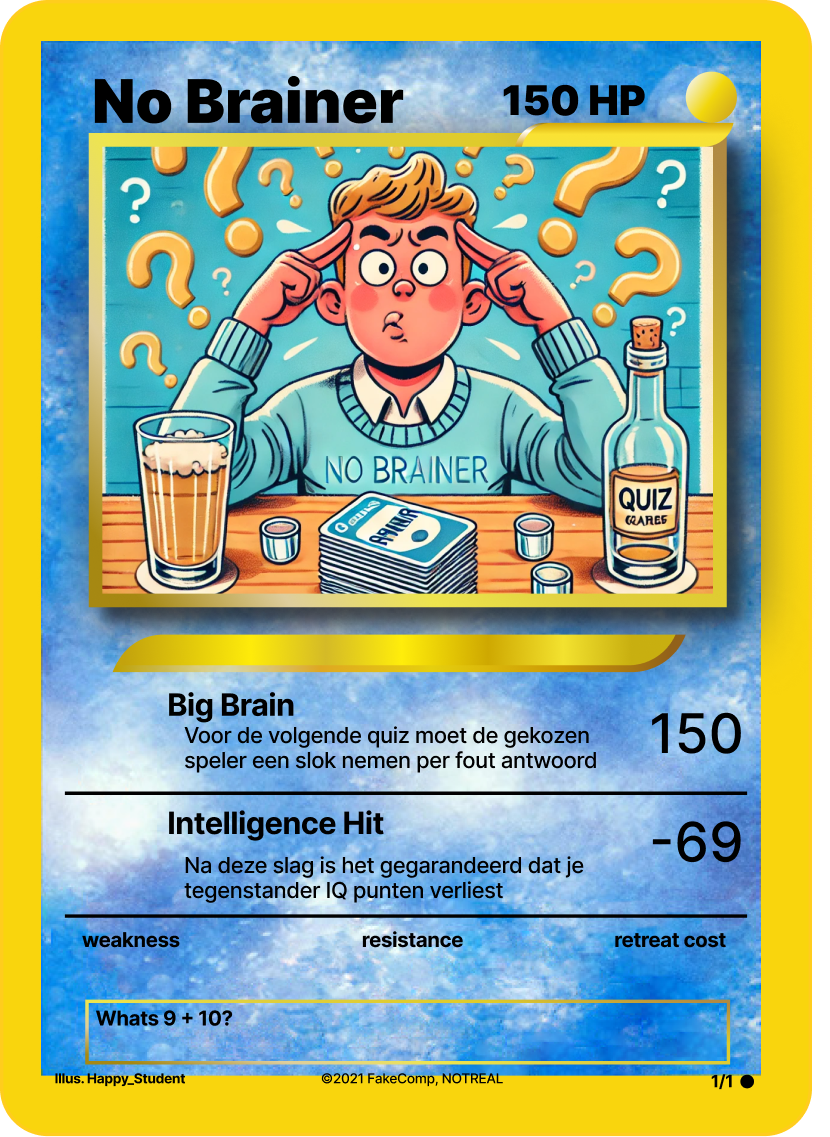 No Brainer
150 HP
? ? ? ? ? ? ? ? ? ? ? ?
NO BRAINER
QUIZ
Big Brain
Voor de volgende quiz moet de gekozen
speler een slok nemen per fout antwoord
150
Intelligence Hit
-69
Na deze slag is het gegarandeerd dat je
tegenstander IQ punten verliest
weakness resistance retreat cost
Whats 9 + 10?
Illus. Happy_Student ©2021 FakeComp, NOTREAL 1/1